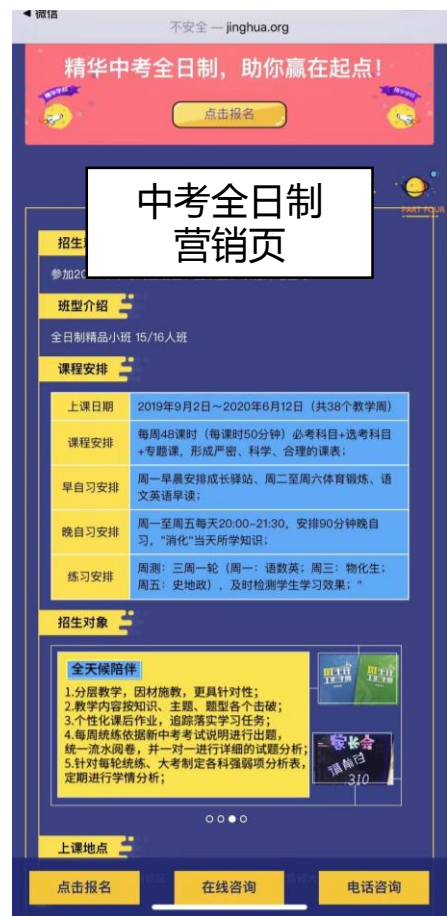 微信
不安全 — jinghua.org
精华中考全日制，助你赢在起点！
点击报名
中考全日制
营销页
PART FOUR
招生
参加20
班型介绍
全日制精品小班 15/16人班
课程安排
上课日期
2019年9月2日～2020年6月12日（共38个教学周）
课程安排
每周48课时（每课时50分钟）必考科目+选考科目
+专题课，形成严密、科学、合理的课表；
早自习安排
周一早晨安排成长驿站、周二至周六体育锻炼、语
文英语早读；
晚自习安排
周一至周五每天20:00-21:30，安排90分钟晚自
习，"消化"当天所学知识；
练习安排
周测：三周一轮（周一：语数英；周三：物化生；
周五：史地政），及时检测学生学习效果；"
招生对象
全天候陪伴
1.分层教学，因材施教，更具针对性；
2.教学内容按知识、主题、题型各个击破；
3.个性化课后作业，追踪落实学习任务；
4.每周统练依据新中考考试说明进行出题，
统一流水阅卷，并一对一进行详细的试题分析；
5.针对每轮统练、大考制定各科强弱项分析表，
定期进行学情分析；
家长会
310
上课地点
点击报名
在线咨询
电话咨询